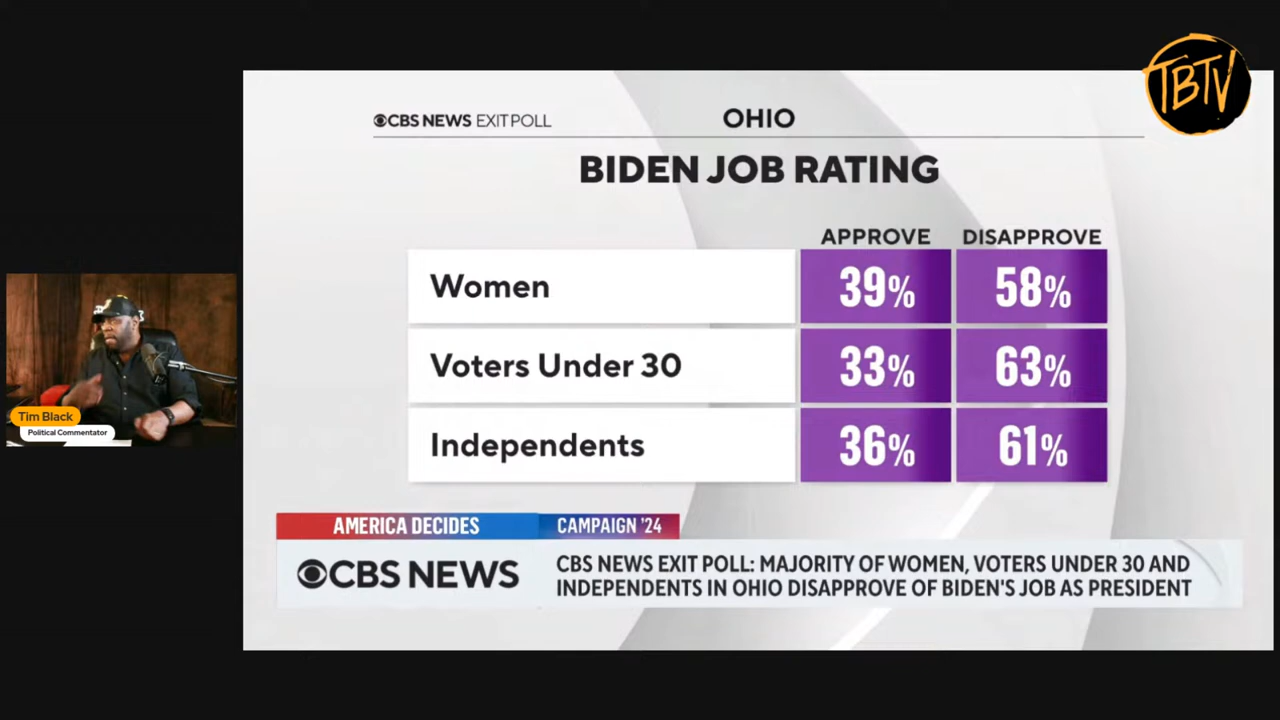 TBTV
CBS NEWS EXIT POLL
OHIO
BIDEN JOB RATING
APPROVE DISAPPROVE
Women 39% 58%
Voters Under 30 33% 63%
Independents 36% 61%
Tim Black
Political Commentator
AMERICA DECIDES CAMPAIGN '24
CBS NEWS
CBS NEWS EXIT POLL: MAJORITY OF WOMEN, VOTERS UNDER 30 AND
INDEPENDENTS IN OHIO DISAPPROVE OF BIDEN'S JOB AS PRESIDENT